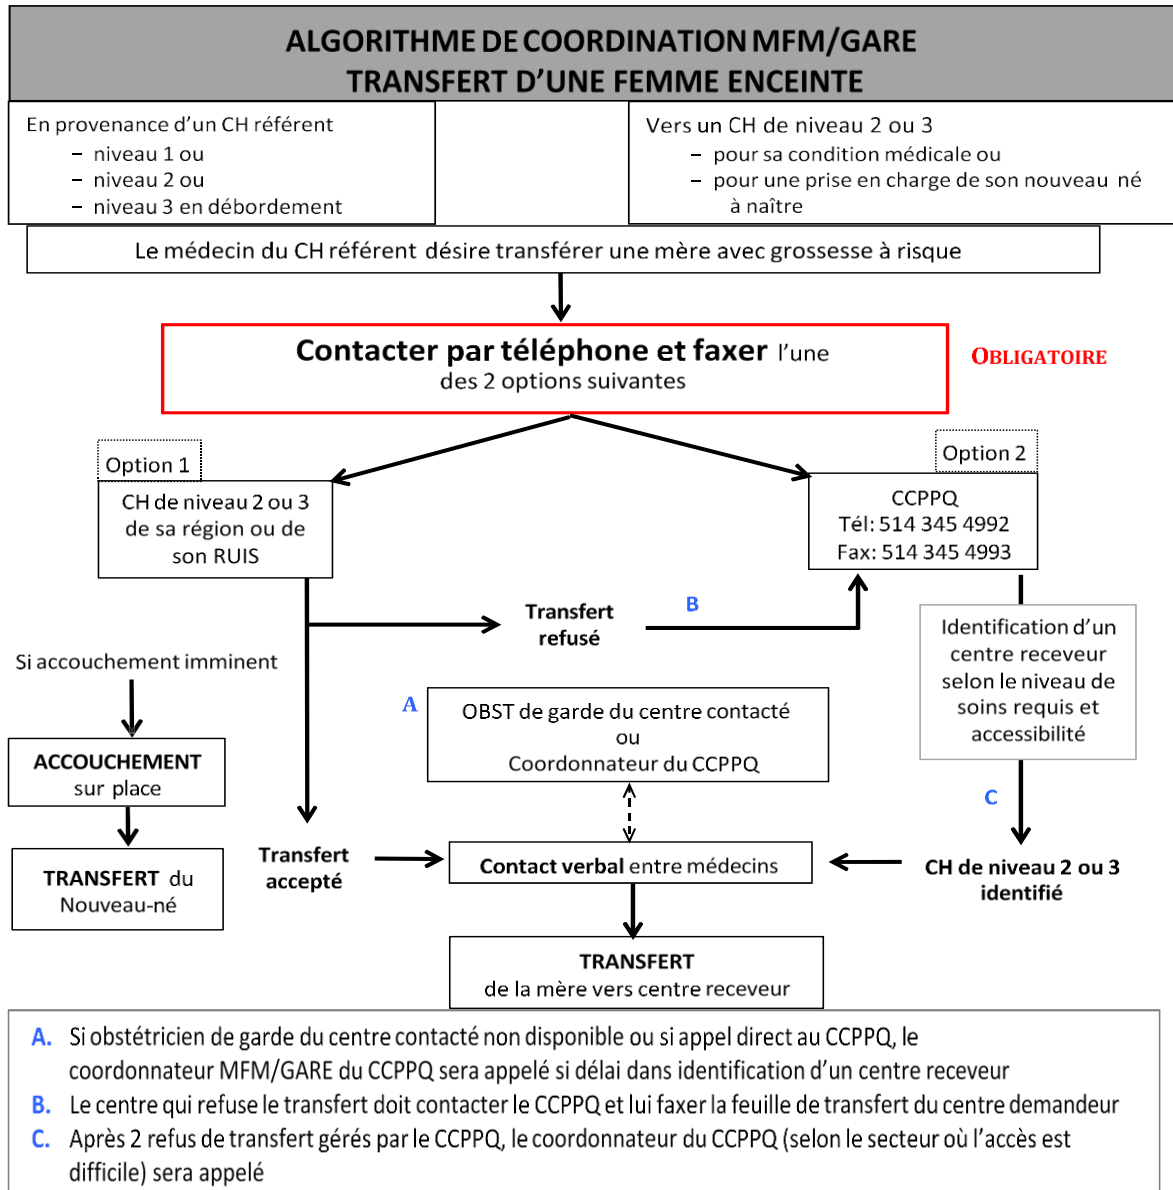 ALGORITHME DE COORDINATION MFM/GARE
TRANSFERT D'UNE FEMME ENCEINTE
En provenance d'un CH référent
– niveau 1 ou
– niveau 2 ou
– niveau 3 en débordement
Vers un CH de niveau 2 ou 3
– pour sa condition médicale ou
– pour une prise en charge de son nouveau né
à naître
Le médecin du CH référent désire transférer une mère avec grossesse à risque
Contacter par téléphone et faxer l'une
des 2 options suivantes
OBLIGATOIRE
Option 1
CH de niveau 2 ou 3
de sa région ou de
son RUIS
Option 2
CCPPQ
Tél: 514 345 4992
Fax: 514 345 4993
Transfert
refusé
B
Identification d'un
centre receveur
selon le niveau de
soins requis et
accessibilité
Si accouchement imminent
A
OBST de garde du centre contacté
ou
Coordonnateur du CCPPQ
ACCOUCHEMENT
sur place
C
TRANSFERT du
Nouveau-né
Transfert
accepté
Contact verbal entre médecins
CH de niveau 2 ou 3
identifié
TRANSFERT
de la mère vers centre receveur
A. Si obstétricien de garde du centre contacté non disponible ou si appel direct au CCPPQ, le
coordonnateur MFM/GARE du CCPPQ sera appelé si délai dans identification d'un centre receveur
B. Le centre qui refuse le transfert doit contacter le CCPPQ et lui faxer la feuille de transfert du centre demandeur
C. Après 2 refus de transfert gérés par le CCPPQ, le coordonnateur du CCPPQ (selon le secteur où l'accès est
difficile) sera appelé